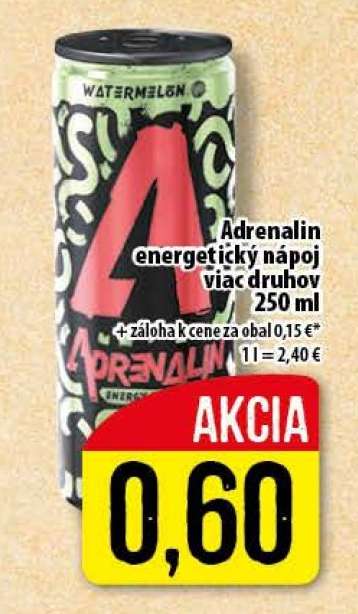 WATERMELON
A
ADRENALIN
ENERGY
Adrenalin
energetický nápoj
viac druhov
250 ml
+ záloha k cene za obal 0,15 €*
1 l = 2,40 €
AKCIA
0,60